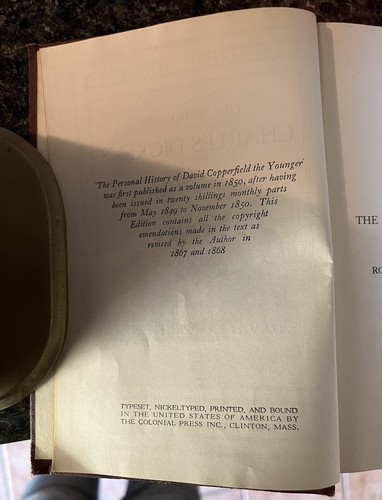 'The Personal History of David Copperfield the Younger'
was first published as a volume in 1850, after having
been issued in twenty shillings monthly parts
from May 1849 to November 1850. This
Edition contains all the copyright
emendations made in the text as
revised by the Author in
1867 and 1868
TYPESET, NICKELTYPED, PRINTED, AND BOUND
IN THE UNITED STATES OF AMERICA BY
THE COLONIAL PRESS INC., CLINTON, MASS.
THE